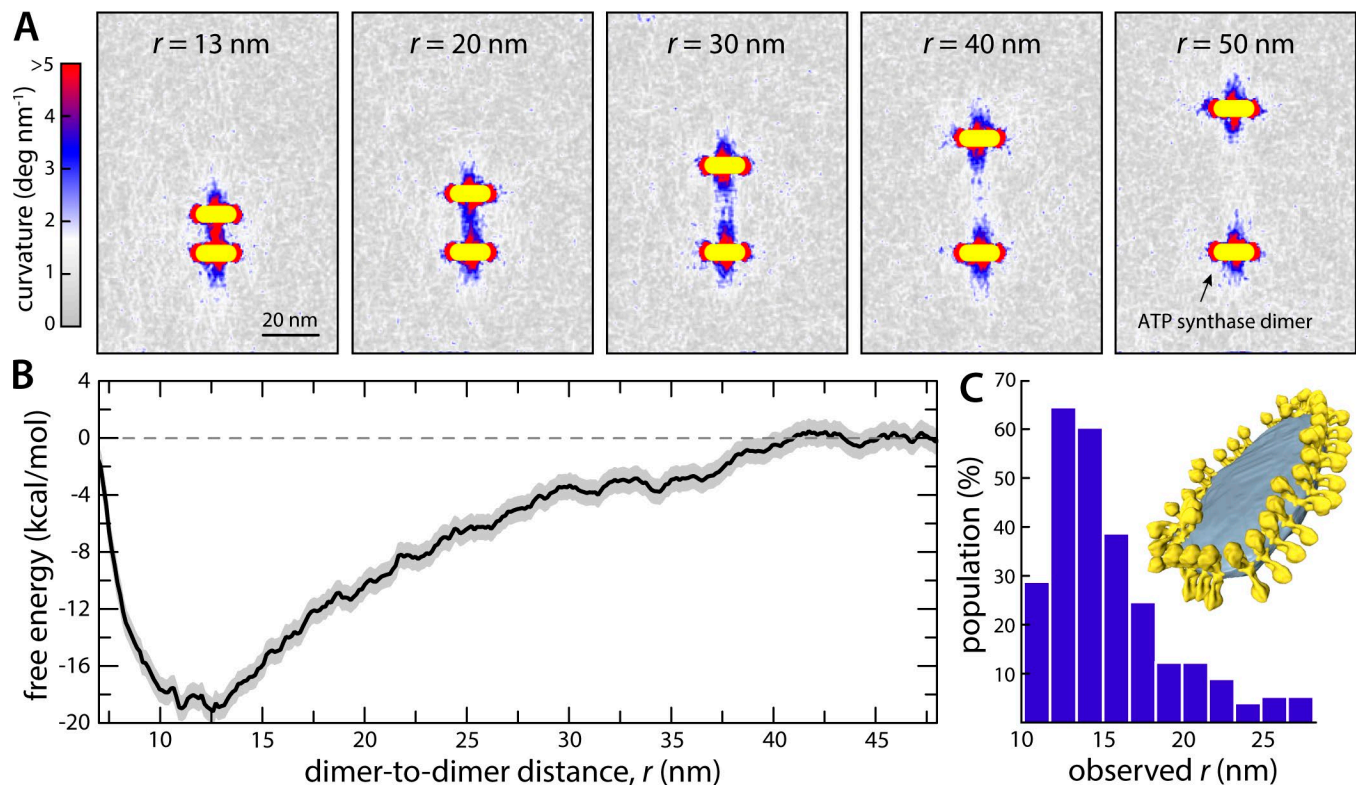 A
r = 13 nm
r = 20 nm
r = 30 nm
r = 40 nm
r = 50 nm
curvature (deg nm⁻¹)
>5
4
3
2
1
0
20 nm
ATP synthase dimer
B
free energy (kcal/mol)
4
0
-4
-8
-12
-16
-20
10
15
20
25
30
35
40
45
dimer-to-dimer distance, r (nm)
C
population (%)
70
60
50
40
30
20
10
10
15
20
25
observed r (nm)